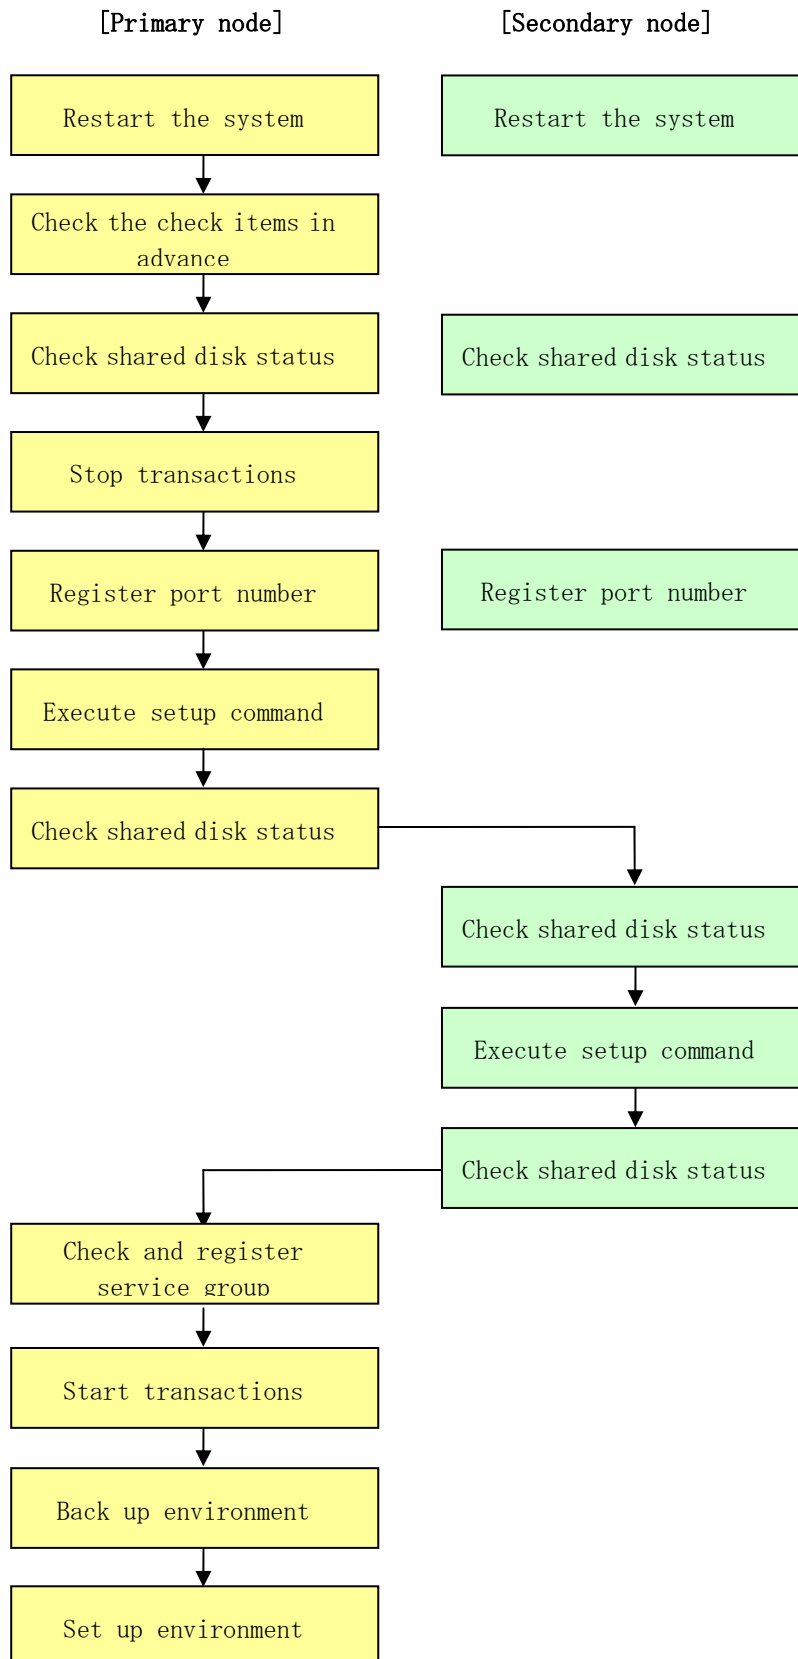 [Primary node]
[Secondary node]
Restart the system
Restart the system
Check the check items in
advance
Check shared disk status
Check shared disk status
Stop transactions
Register port number
Register port number
Execute setup command
Check shared disk status
Check shared disk status
Execute setup command
Check shared disk status
Check and register
service group
Start transactions
Back up environment
Set up environment